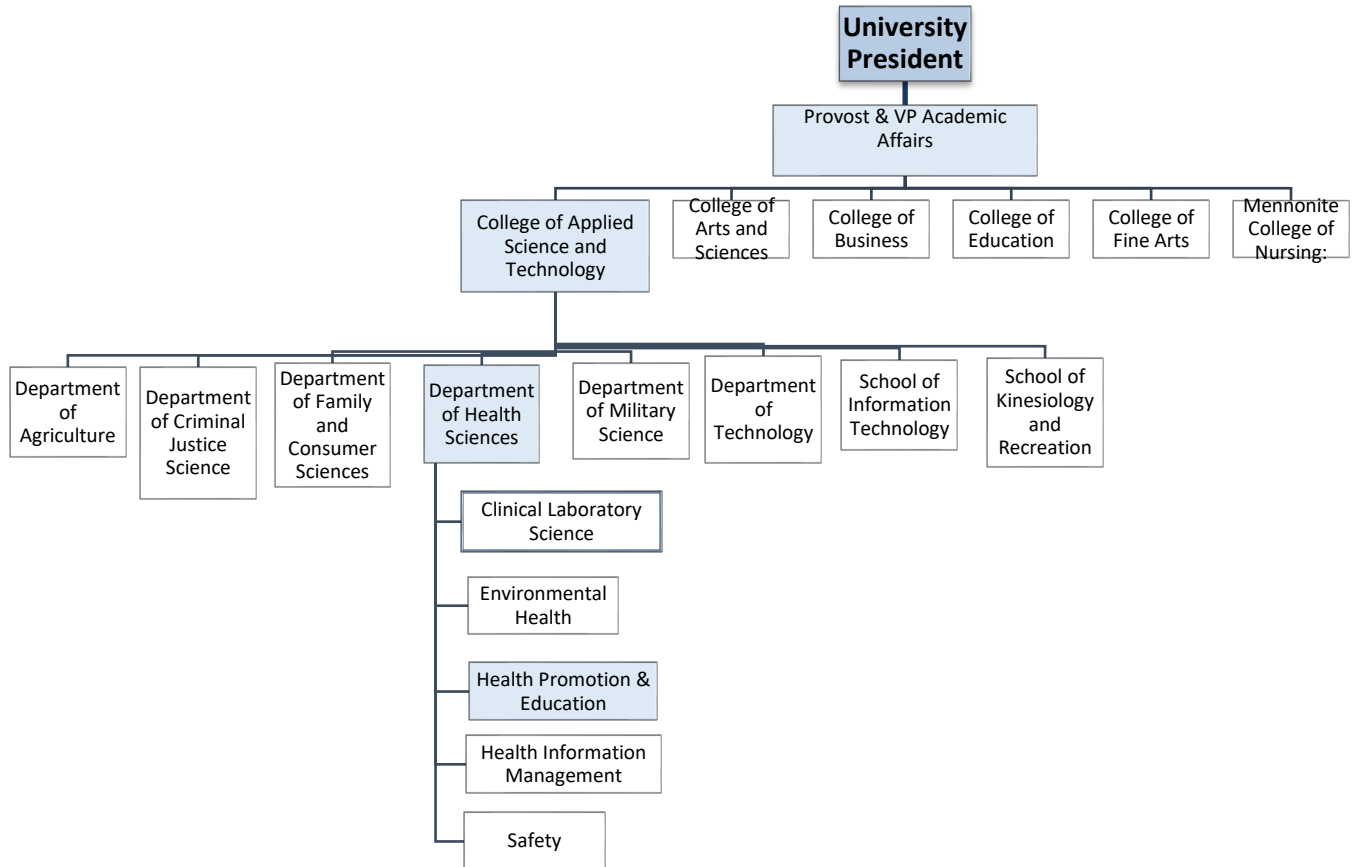 University
President
Provost & VP Academic
Affairs
College of Applied
Science and
Technology
College of
Arts and
Sciences
College of
Business
College of
Education
College of
Fine Arts
Mennonite
College of
Nursing:
Department
of
Agriculture
Department
of Criminal
Justice
Science
Department
of Family
and
Consumer
Sciences
Department
of Health
Sciences
Department
of Military
Science
Department
of
Technology
School of
Information
Technology
School of
Kinesiology
and
Recreation
Clinical Laboratory
Science
Environmental
Health
Health Promotion &
Education
Health Information
Management
Safety